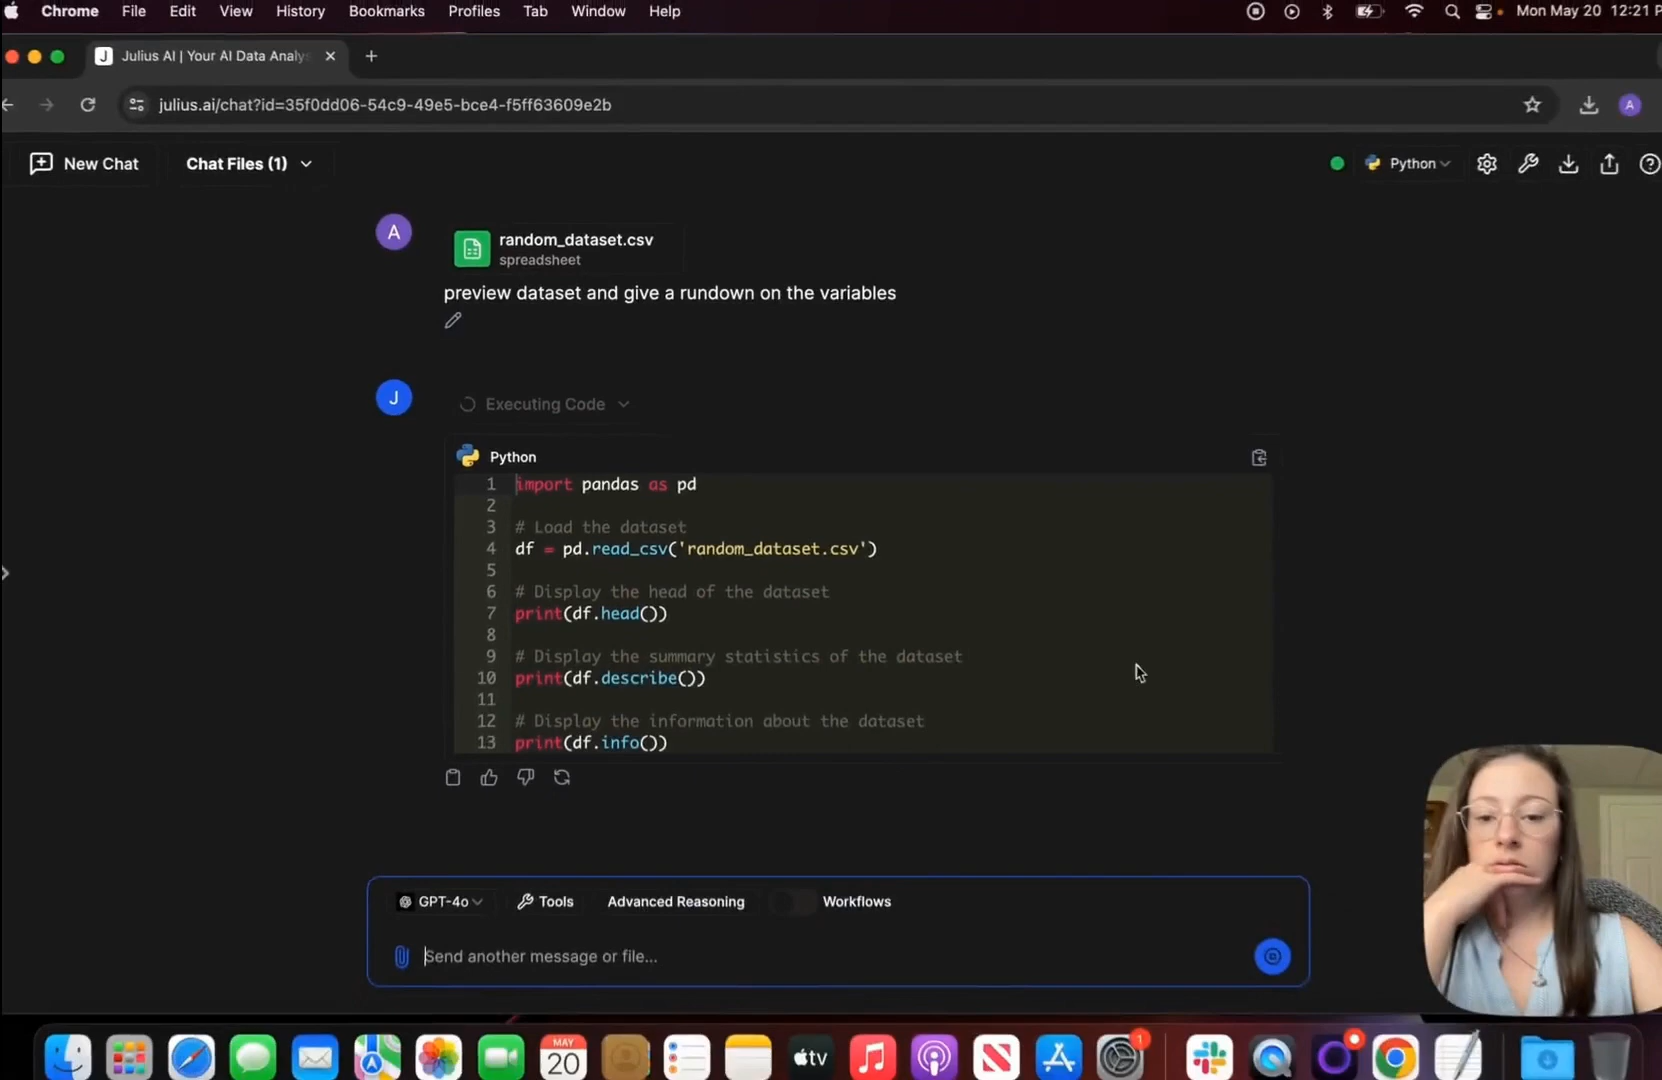 Chrome File Edit View History Bookmarks Profiles Tab Window Help Mon May 20 12:21
J Julius AI | Your AI Data Analys
julius.ai/chat?id=35f0dd06-54c9-49e5-bce4-f5ff63609e2b A
New Chat Chat Files (1) Python
A
random_dataset.csv
spreadsheet
preview dataset and give a rundown on the variables
J Executing Code
Python
1 import pandas as pd
2
3 # Load the dataset
4 df = pd.read_csv('random_dataset.csv')
5
6 # Display the head of the dataset
7 print(df.head())
8
9 # Display the summary statistics of the dataset
10 print(df.describe())
11
12 # Display the information about the dataset
13 print(df.info())
GPT-4o Tools Advanced Reasoning Workflows
Send another message or file...
MAY
20
tv
1